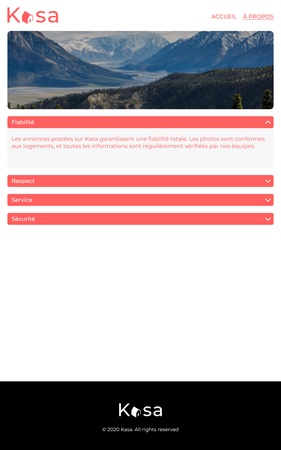 Kasa
ACCUEIL À PROPOS
Fiabilité
Les annonces postées sur Kasa garantissent une fiabilité totale. Les photos sont conformes
aux logements, et toutes les informations sont régulièrement vérifiées par nos équipes.
Respect
Service
Sécurité
Kasa
© 2020 Kasa. All rights reserved